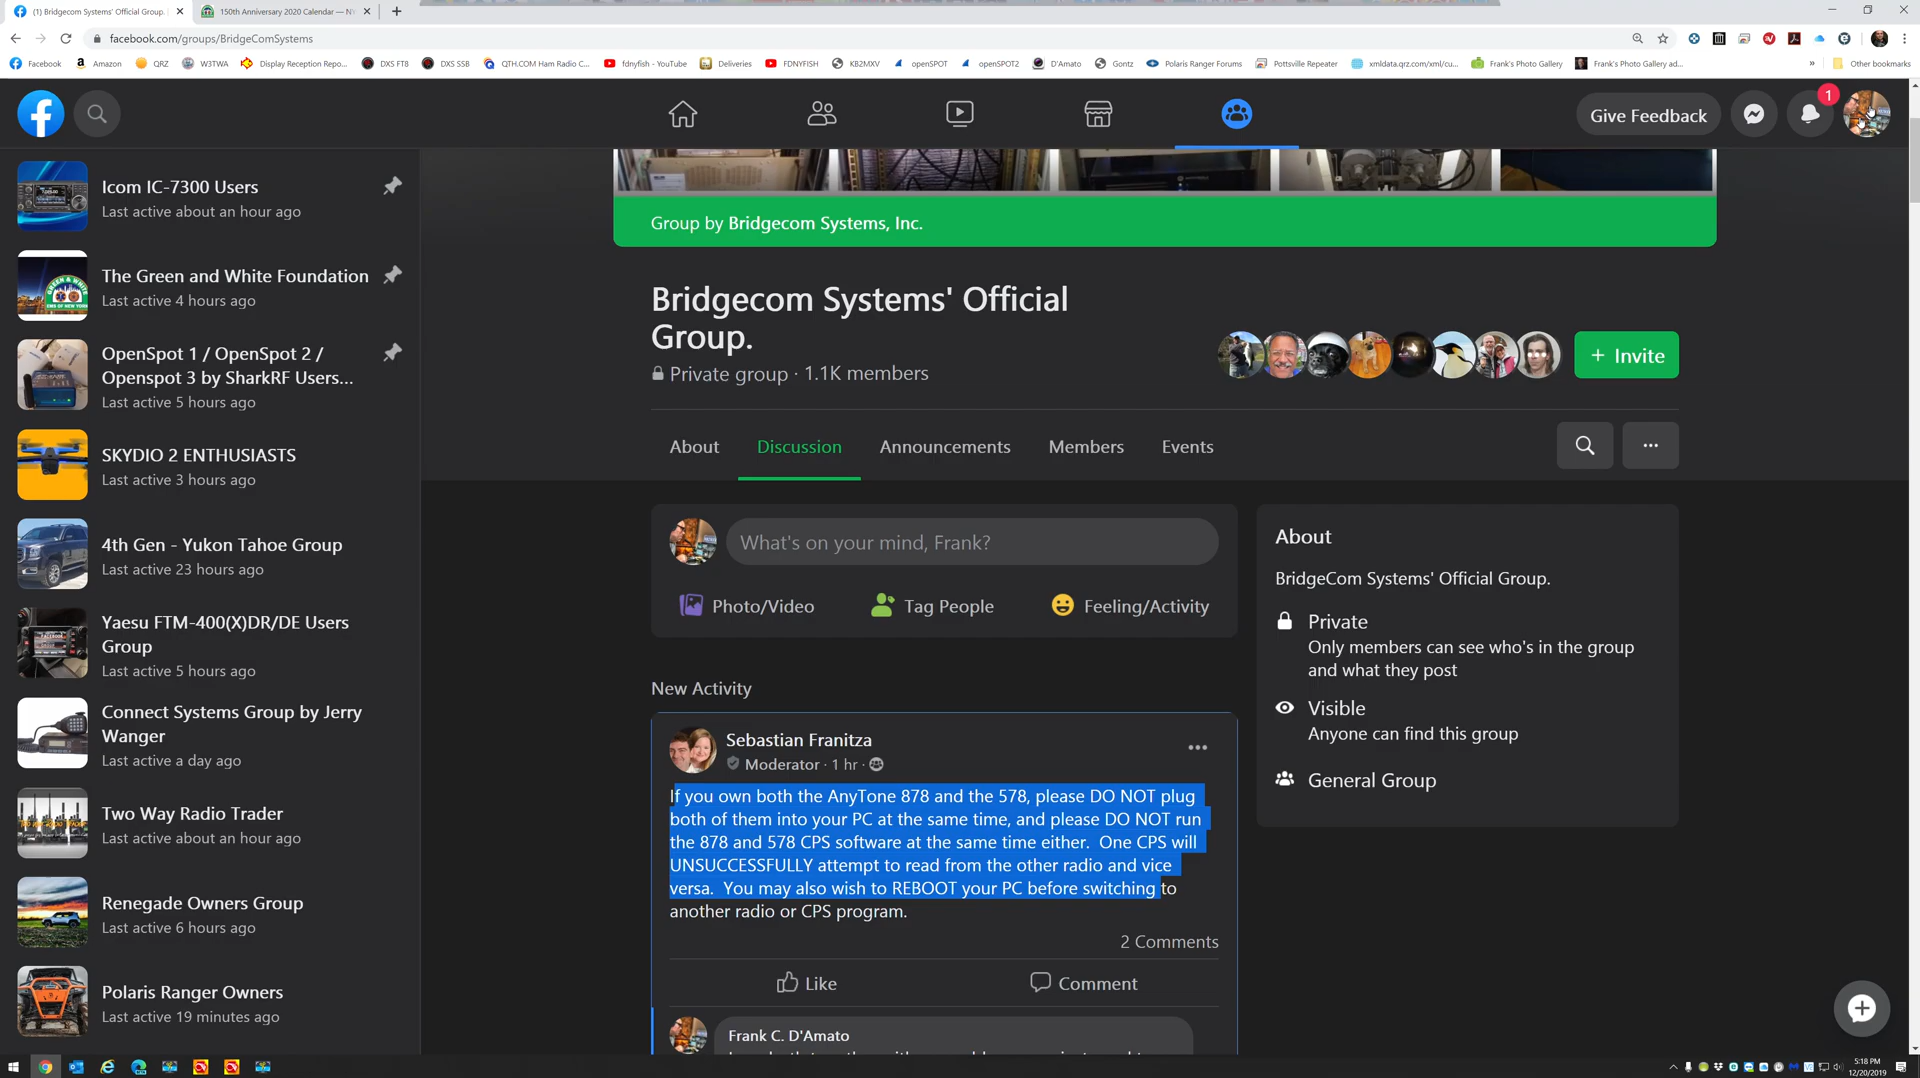 (1) Bridgecom Systems' Official Group.
150th Anniversary 2020 Calendar — N
facebook.com/groups/BridgeComSystems
Facebook
Amazon
QRZ
W3TWA
Display Reception Repo...
DXS FT8
DXS SSB
QTH.COM Ham Radio C...
fdnyfish - YouTube
Deliveries
FDNYFISH
KB2MXV
openSPOT
openSPOT2
D'Amato
Gontz
Polaris Ranger Forums
Pottsville Repeater
xmldata.qrz.com/xml/cu...
Frank's Photo Gallery
Frank's Photo Gallery ad...
»
Other bookmarks
Give Feedback
1
Icom IC-7300 Users
Last active about an hour ago
The Green and White Foundation
Last active 4 hours ago
OpenSpot 1 / OpenSpot 2 /
Openspot 3 by SharkRF Users...
Last active 5 hours ago
SKYDIO 2 ENTHUSIASTS
Last active 3 hours ago
4th Gen - Yukon Tahoe Group
Last active 23 hours ago
Yaesu FTM-400(X)DR/DE Users
Group
Last active 5 hours ago
Connect Systems Group by Jerry
Wanger
Last active a day ago
Two Way Radio Trader
Last active about an hour ago
Renegade Owners Group
Last active 6 hours ago
Polaris Ranger Owners
Last active 19 minutes ago
Group by Bridgecom Systems, Inc.
Bridgecom Systems' Official
Group.
Private group · 1.1K members
+ Invite
About
Discussion
Announcements
Members
Events
What's on your mind, Frank?
Photo/Video
Tag People
Feeling/Activity
New Activity
Sebastian Franitza
Moderator · 1 hr ·
If you own both the AnyTone 878 and the 578, please DO NOT plug
both of them into your PC at the same time, and please DO NOT run
the 878 and 578 CPS software at the same time either. One CPS will
UNSUCCESSFULLY attempt to read from the other radio and vice
versa. You may also wish to REBOOT your PC before switching to
another radio or CPS program.
2 Comments
Like
Comment
Frank C. D'Amato
About
BridgeCom Systems' Official Group.
Private
Only members can see who's in the group
and what they post
Visible
Anyone can find this group
General Group
5:18 PM
12/20/2019